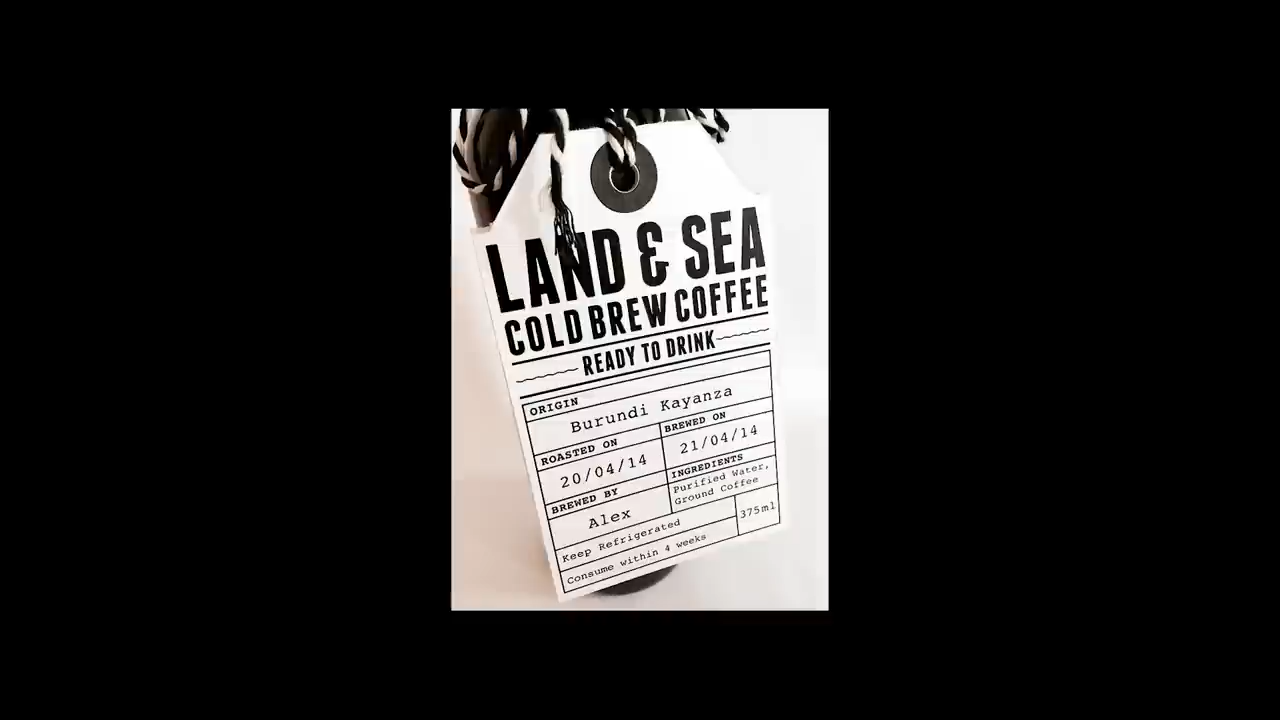 LAND & SEA
COLD BREW COFFEE
READY TO DRINK
ORIGIN
Burundi Kayanza
ROASTED ON
20/04/14
BREWED ON
21/04/14
BREWED BY
Alex
INGREDIENTS
Purified Water,
Ground Coffee
Keep Refrigerated
Consume within 4 weeks
375ml